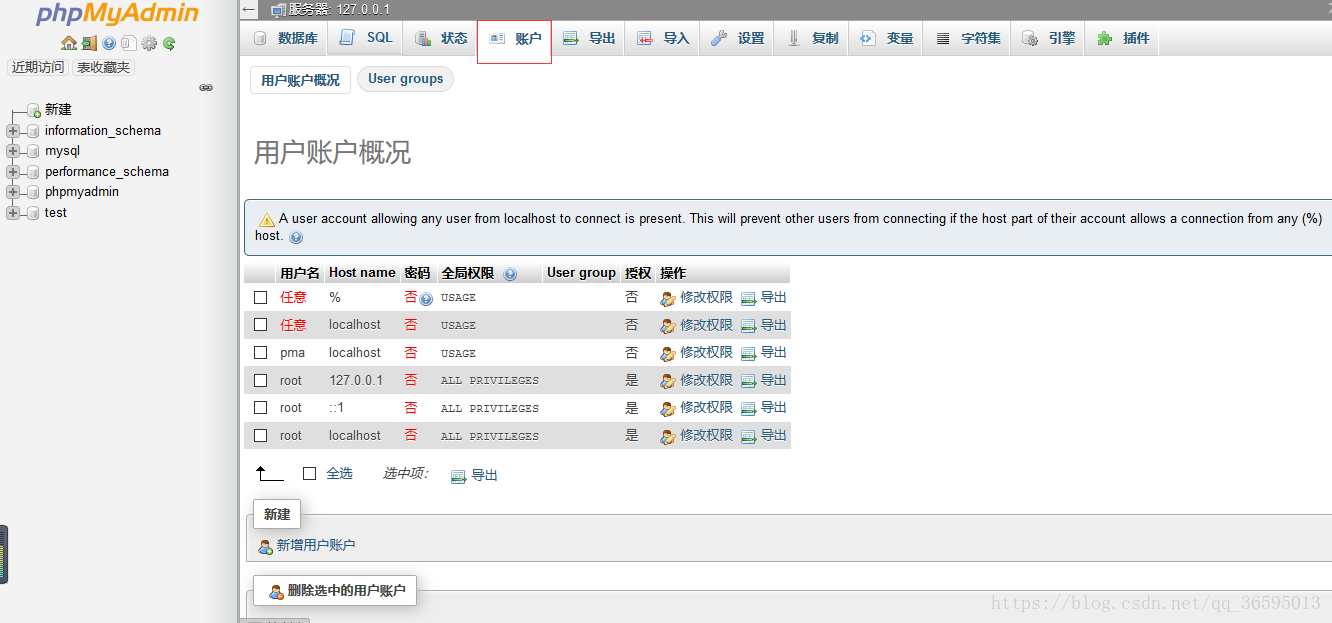 phpMyAdmin
近期访问 表收藏夹
新建
information_schema
mysql
performance_schema
phpmyadmin
test
服务器: 127.0.0.1
数据库 SQL 状态 账户 导出 导入 设置 复制 变量 字符集 引擎 插件
用户账户概况 User groups
用户账户概况
A user account allowing any user from localhost to connect is present. This will prevent other users from connecting if the host part of their account allows a connection from any (%)
host.
用户名 Host name 密码 全局权限 User group 授权 操作
任意 % 否 USAGE 否 修改权限 导出
任意 localhost 否 USAGE 否 修改权限 导出
pma localhost 否 USAGE 否 修改权限 导出
root 127.0.0.1 否 ALL PRIVILEGES 是 修改权限 导出
root ::1 否 ALL PRIVILEGES 是 修改权限 导出
root localhost 否 ALL PRIVILEGES 是 修改权限 导出
全选 选中项: 导出
新建
新增用户账户
删除选中的用户账户
https://blog.csdn.net/qq_36595013